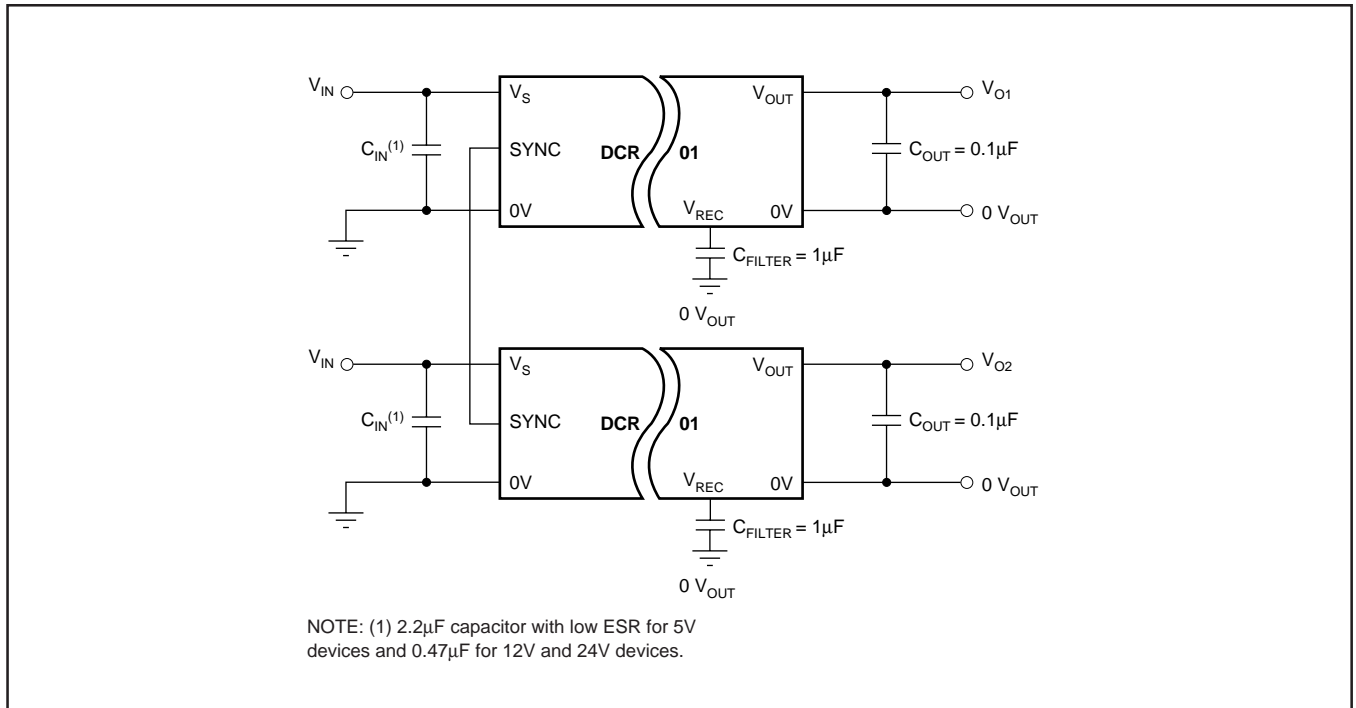 V_IN V_S V_OUT V_O1
C_IN^(1) SYNC DCR 01 C_OUT = 0.1μF
0V V_REC 0V 0 V_OUT
C_FILTER = 1μF
0 V_OUT
V_IN V_S V_OUT V_O2
C_IN^(1) SYNC DCR 01 C_OUT = 0.1μF
0V V_REC 0V 0 V_OUT
C_FILTER = 1μF
0 V_OUT
NOTE: (1) 2.2μF capacitor with low ESR for 5V
devices and 0.47μF for 12V and 24V devices.